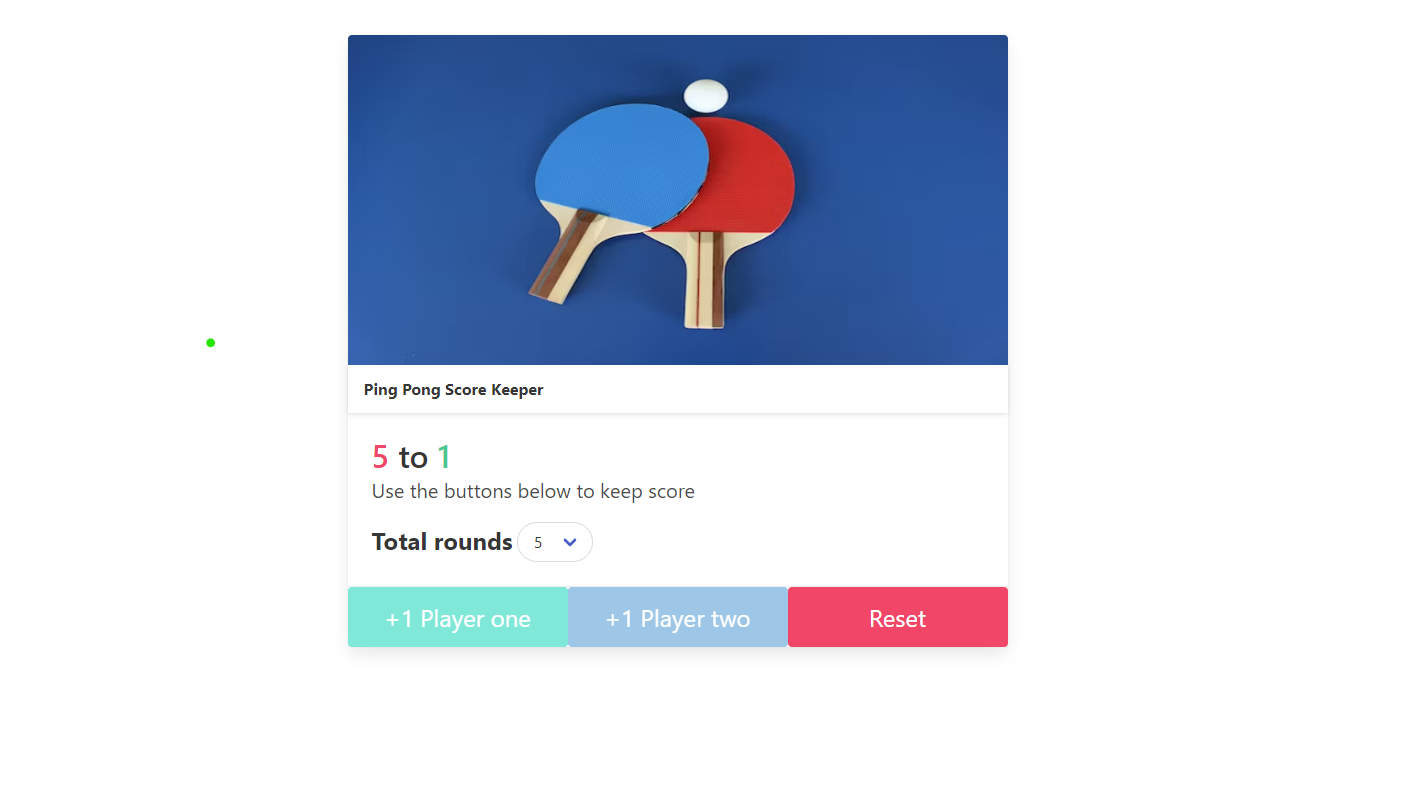 Ping Pong Score Keeper
5 to 1
Use the buttons below to keep score
Total rounds 5
+1 Player one +1 Player two Reset